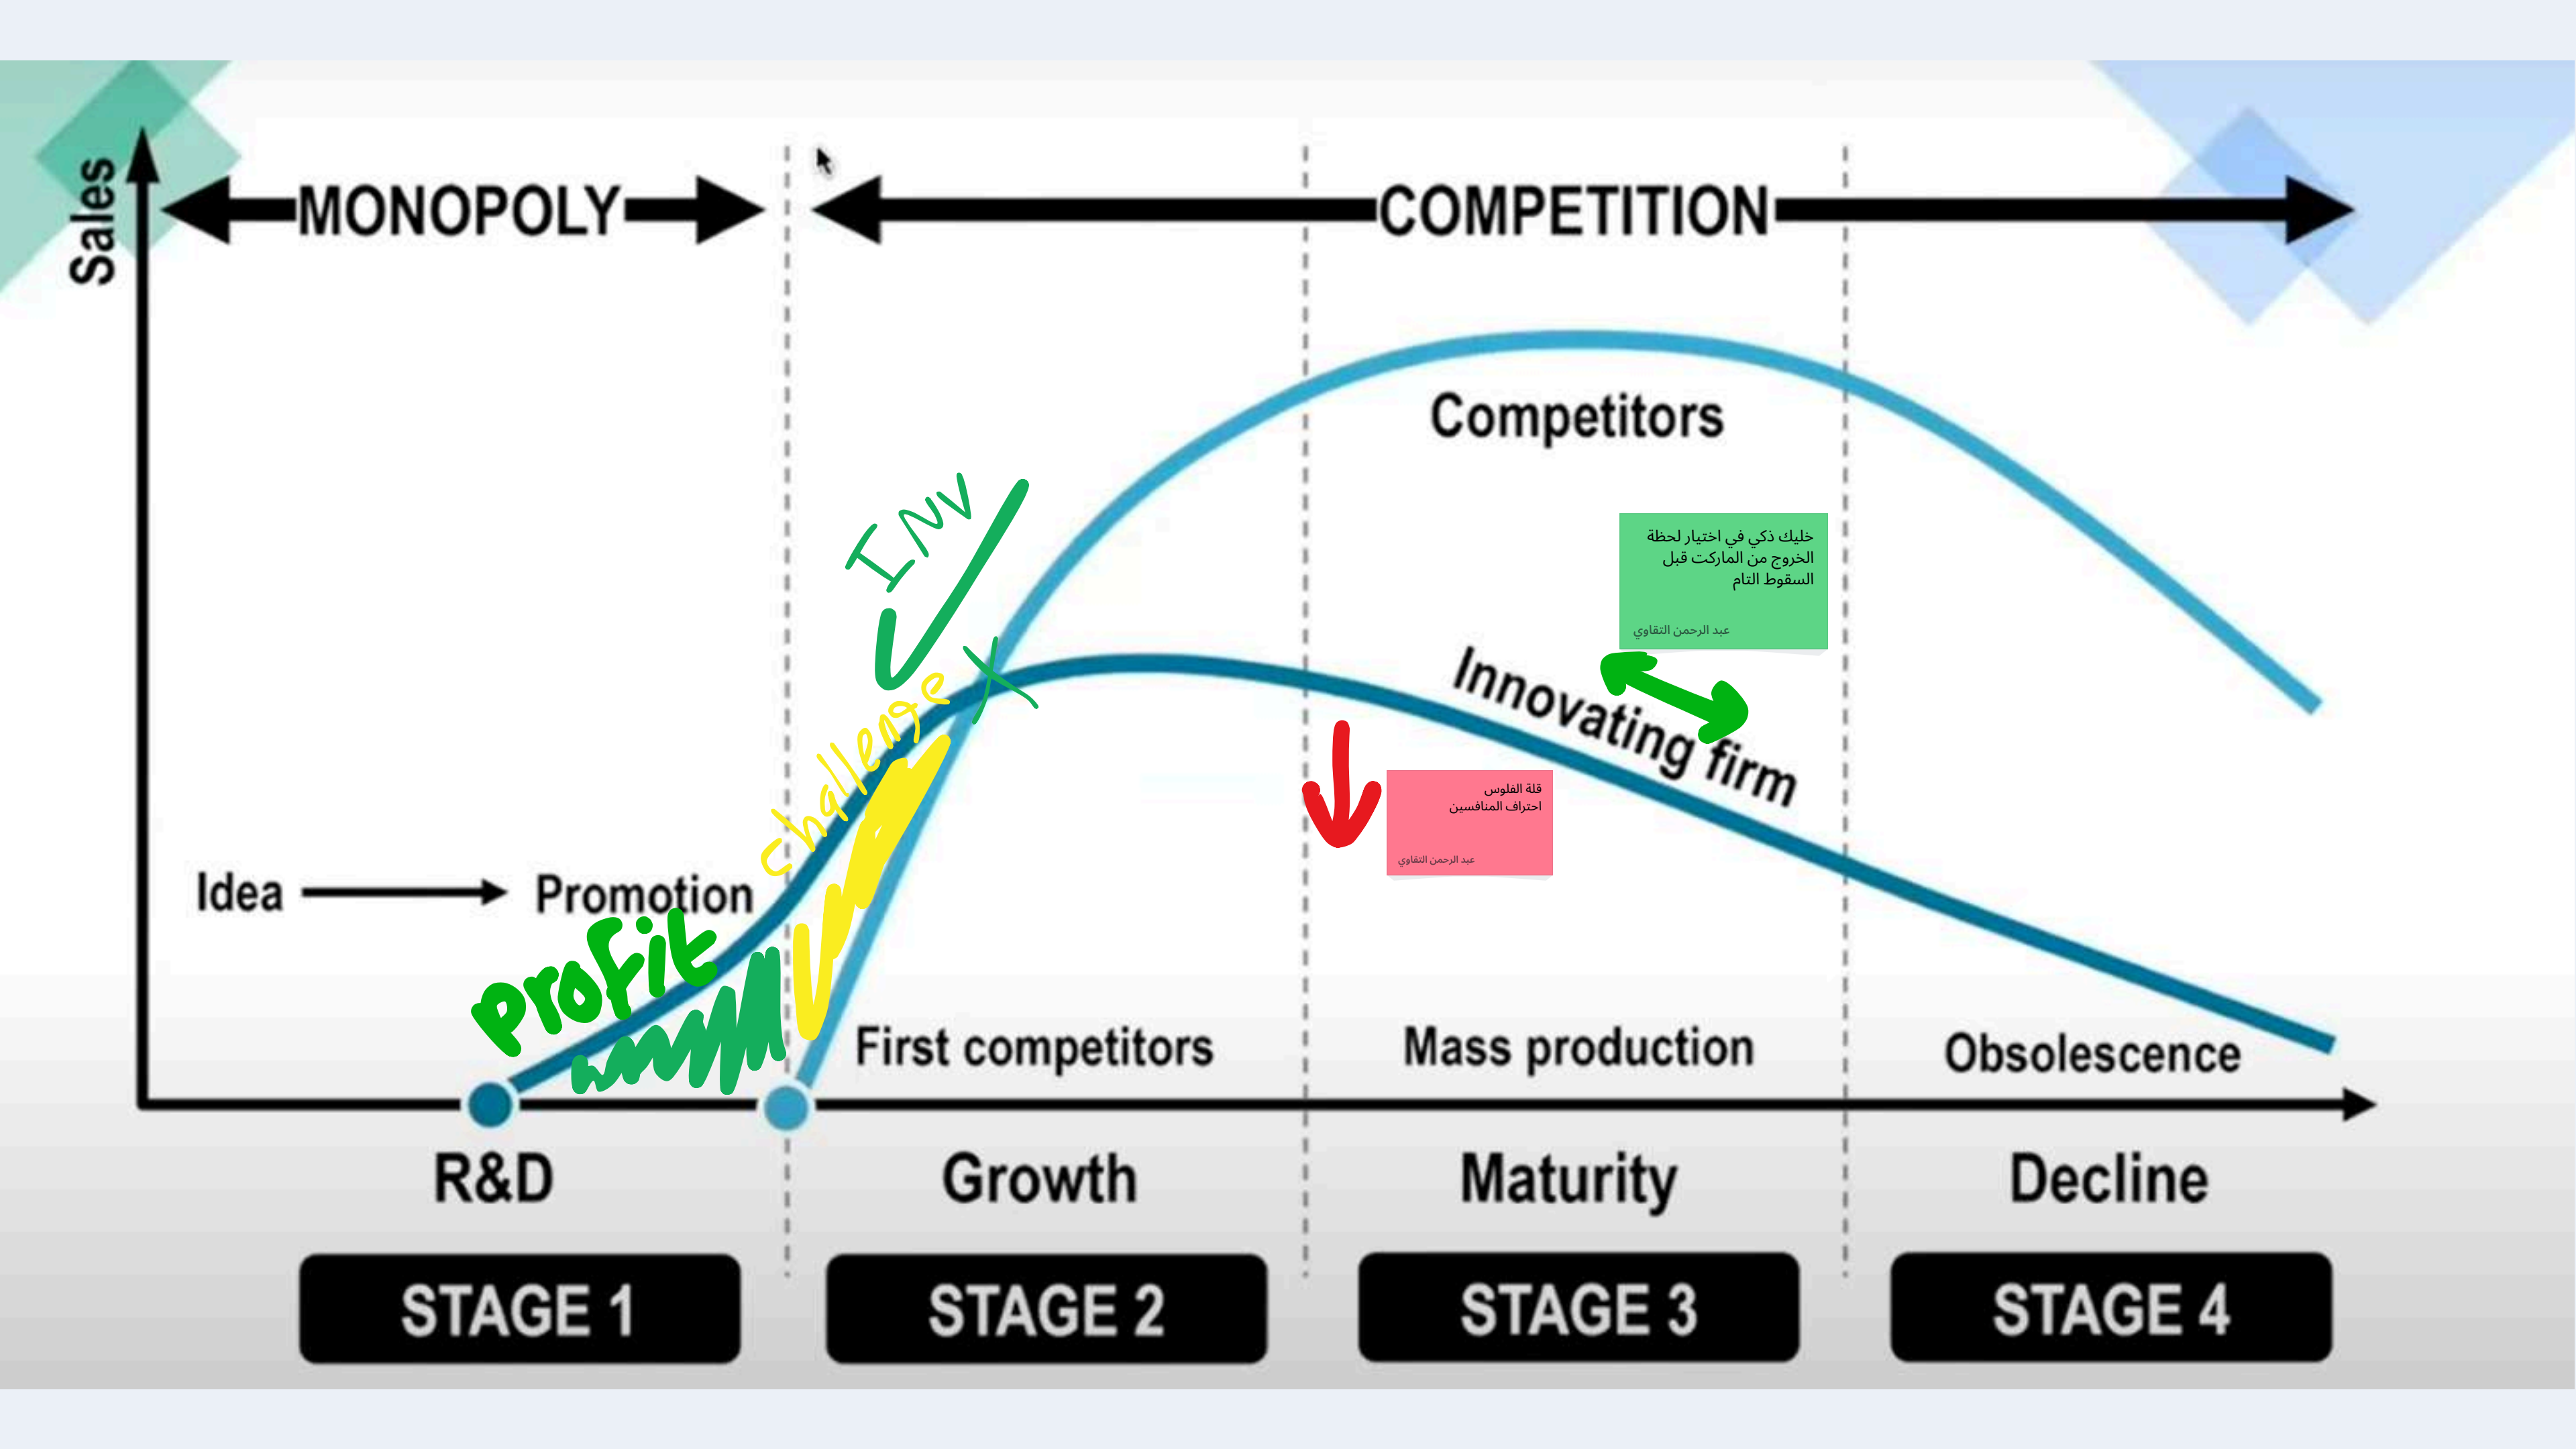 Sales
MONOPOLY
COMPETITION
Competitors
INV
خليك ذكي في اختيار لحظة
الخروج من الماركت قبل
السقوط التام
عبد الرحمن التقاوي
challenge
Innovating firm
قلة الفلوس
احتراف المنافسين
عبد الرحمن التقاوي
Idea
Promotion
Profit
First competitors
Mass production
Obsolescence
R&D
Growth
Maturity
Decline
STAGE 1
STAGE 2
STAGE 3
STAGE 4